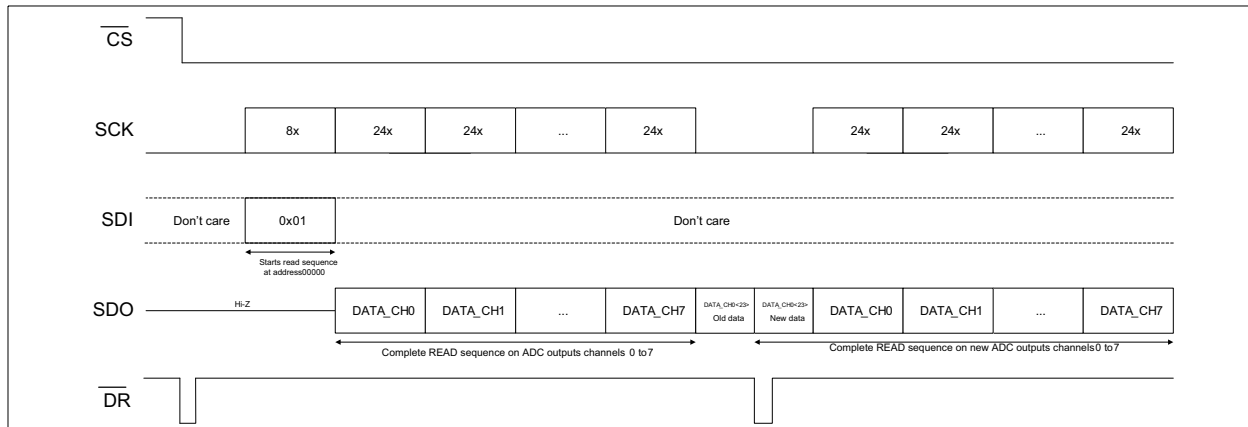 CS
SCK
8x 24x 24x ... 24x 24x 24x ... 24x
SDI
Don't care 0x01 Don't care
Starts read sequence
at address00000
SDO
Hi-Z DATA_CH0 DATA_CH1 ... DATA_CH7 DATA_CH0<23> DATA_CH0<23> DATA_CH0 DATA_CH1 ... DATA_CH7
Old data New data
Complete READ sequence on ADC outputs channels 0 to7 Complete READ sequence on new ADC outputs channels0 to7
DR